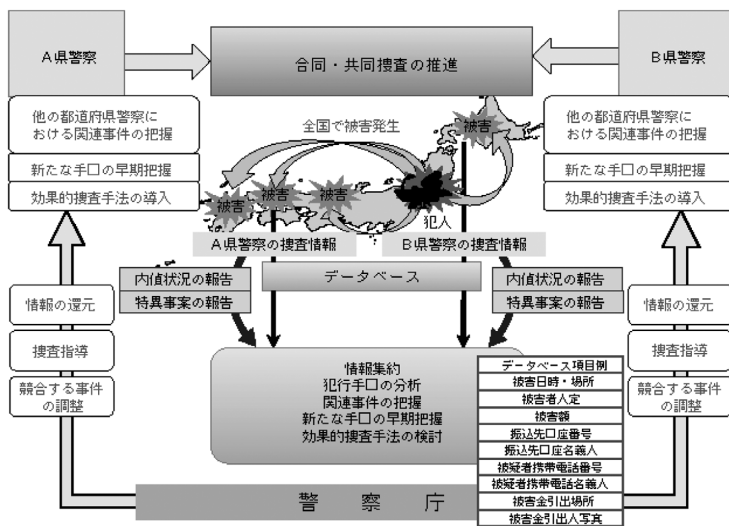 A県警察
合同・共同捜査の推進
B県警察
他の都道府県警察に
おける関連事件の把握
新たな手口の早期把握
効果的捜査手法の導入
全国で被害発生
被害
被害
被害
被害
犯人
他の都道府県警察に
おける関連事件の把握
新たな手口の早期把握
効果的捜査手法の導入
A県警察の捜査情報
B県警察の捜査情報
データベース
内偵状況の報告
特異事案の報告
内偵状況の報告
特異事案の報告
情報の還元
捜査指導
競合する事件
の調整
情報の還元
捜査指導
競合する事件
の調整
情報集約
犯行手口の分析
関連事件の把握
新たな手口の早期把握
効果的捜査手法の検討
データベース項目例
被害日時・場所
被害者人定
被害額
振込先口座番号
振込先口座名義人
被疑者携帯電話番号
被疑者携帯電話名義人
被害金引出場所
被害金引出人写真
警察庁